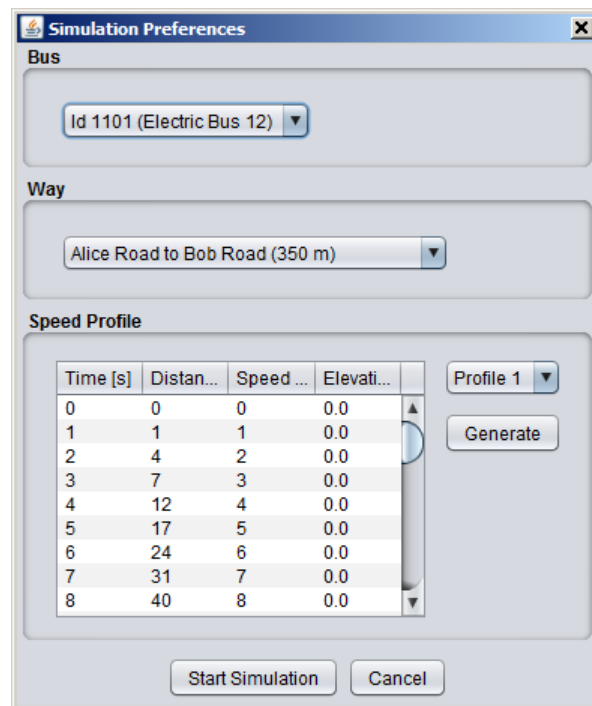 Simulation Preferences
Bus
Id 1101 (Electric Bus 12)
Way
Alice Road to Bob Road (350 m)
Speed Profile
Time [s] Distan... Speed ... Elevati... Profile 1
0 0 0 0.0
1 1 1 0.0 Generate
2 4 2 0.0
3 7 3 0.0
4 12 4 0.0
5 17 5 0.0
6 24 6 0.0
7 31 7 0.0
8 40 8 0.0
Start Simulation Cancel